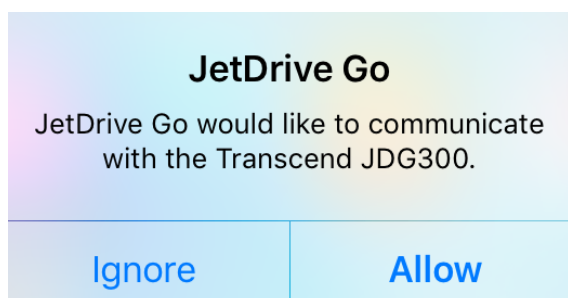 JetDrive Go
JetDrive Go would like to communicate
with the Transcend JDG300.
Ignore
Allow